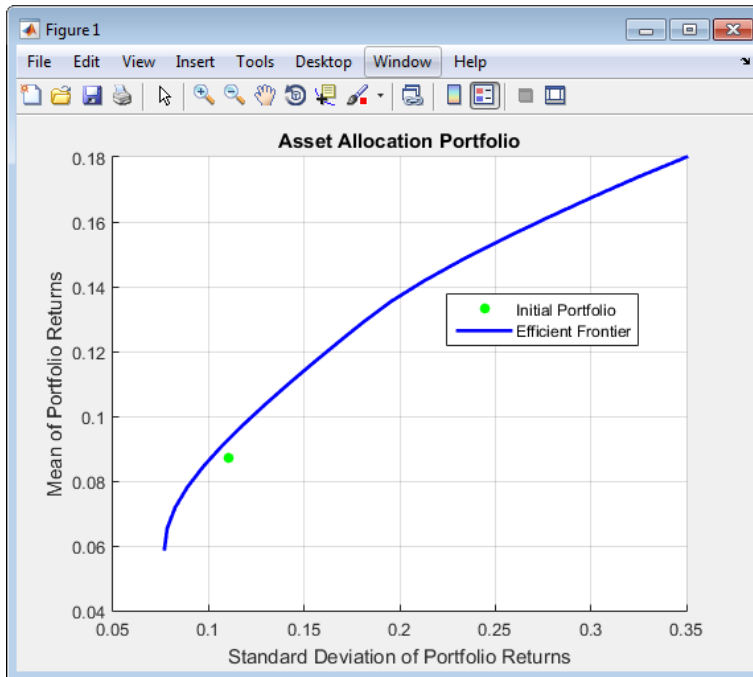 Figure 1
File Edit View Insert Tools Desktop Window Help
Asset Allocation Portfolio
0.18
0.16
0.14
0.12
0.1
0.08
0.06
0.04
Mean of Portfolio Returns
Initial Portfolio
Efficient Frontier
0.05 0.1 0.15 0.2 0.25 0.3 0.35
Standard Deviation of Portfolio Returns